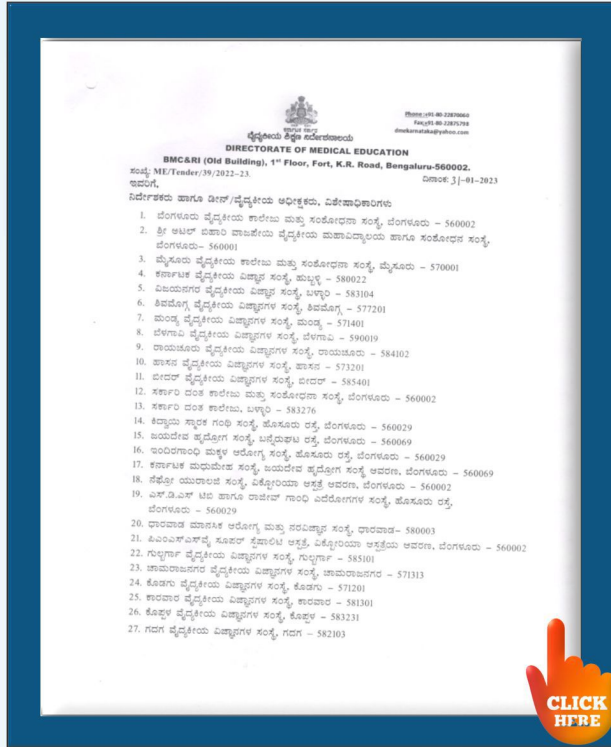 Phone:+91-80-22870060
Fax:+91-80-22875798
dmekarnataka@yahoo.com
ಕರ್ನಾಟಕ ಸರ್ಕಾರ
ವೈದ್ಯಕೀಯ ಶಿಕ್ಷಣ ನಿರ್ದೇಶನಾಲಯ
DIRECTORATE OF MEDICAL EDUCATION
BMC&RI (Old Building), 1st Floor, Fort, K.R. Road, Bengaluru-560002.
ಸಂಖ್ಯೆ: ME/Tender/39/2022-23. ದಿನಾಂಕ: 31-01-2023
ಇವರಿಗೆ,
ನಿರ್ದೇಶಕರು ಹಾಗೂ ಡೀನ್/ವೈದ್ಯಕೀಯ ಅಧೀಕ್ಷಕರು, ವಿಶೇಷಾಧಿಕಾರಿಗಳು
1. ಬೆಂಗಳೂರು ವೈದ್ಯಕೀಯ ಕಾಲೇಜು ಮತ್ತು ಸಂಶೋಧನಾ ಸಂಸ್ಥೆ, ಬೆಂಗಳೂರು – 560002
2. ಶ್ರೀ ಅಟಲ್ ಬಿಹಾರಿ ವಾಜಪೇಯಿ ವೈದ್ಯಕೀಯ ಮಹಾವಿದ್ಯಾಲಯ ಹಾಗೂ ಸಂಶೋಧನ ಸಂಸ್ಥೆ,
ಬೆಂಗಳೂರು– 560001
3. ಮೈಸೂರು ವೈದ್ಯಕೀಯ ಕಾಲೇಜು ಮತ್ತು ಸಂಶೋಧನಾ ಸಂಸ್ಥೆ, ಮೈಸೂರು – 570001
4. ಕರ್ನಾಟಕ ವೈದ್ಯಕೀಯ ವಿಜ್ಞಾನ ಸಂಸ್ಥೆ, ಹುಬ್ಬಳ್ಳಿ – 580022
5. ವಿಜಯನಗರ ವೈದ್ಯಕೀಯ ವಿಜ್ಞಾನ ಸಂಸ್ಥೆ, ಬಳ್ಳಾರಿ – 583104
6. ಶಿವಮೊಗ್ಗ ವೈದ್ಯಕೀಯ ವಿಜ್ಞಾನಗಳ ಸಂಸ್ಥೆ, ಶಿವಮೊಗ್ಗ – 577201
7. ಮಂಡ್ಯ ವೈದ್ಯಕೀಯ ವಿಜ್ಞಾನಗಳ ಸಂಸ್ಥೆ, ಮಂಡ್ಯ – 571401
8. ಬೆಳಗಾವಿ ವೈದ್ಯಕೀಯ ವಿಜ್ಞಾನಗಳ ಸಂಸ್ಥೆ, ಬೆಳಗಾವಿ – 590019
9. ರಾಯಚೂರು ವೈದ್ಯಕೀಯ ವಿಜ್ಞಾನಗಳ ಸಂಸ್ಥೆ, ರಾಯಚೂರು – 584102
10. ಹಾಸನ ವೈದ್ಯಕೀಯ ವಿಜ್ಞಾನಗಳ ಸಂಸ್ಥೆ, ಹಾಸನ – 573201
11. ಬೀದರ್ ವೈದ್ಯಕೀಯ ವಿಜ್ಞಾನಗಳ ಸಂಸ್ಥೆ, ಬೀದರ್ – 585401
12. ಸರ್ಕಾರಿ ದಂತ ಕಾಲೇಜು ಮತ್ತು ಸಂಶೋಧನಾ ಸಂಸ್ಥೆ, ಬೆಂಗಳೂರು – 560002
13. ಸರ್ಕಾರಿ ದಂತ ಕಾಲೇಜು, ಬಳ್ಳಾರಿ – 583276
14. ಕಿದ್ವಾಯಿ ಸ್ಮಾರಕ ಗಂಥಿ ಸಂಸ್ಥೆ, ಹೊಸೂರು ರಸ್ತೆ, ಬೆಂಗಳೂರು – 560029
15. ಜಯದೇವ ಹೃದ್ರೋಗ ಸಂಸ್ಥೆ, ಬನ್ನೆರುಘಟ ರಸ್ತೆ, ಬೆಂಗಳೂರು – 560069
16. ಇಂದಿರಗಾಂಧಿ ಮಕ್ಕಳ ಆರೋಗ್ಯ ಸಂಸ್ಥೆ, ಹೊಸೂರು ರಸ್ತೆ, ಬೆಂಗಳೂರು – 560029
17. ಕರ್ನಾಟಕ ಮಧುಮೇಹ ಸಂಸ್ಥೆ, ಜಯದೇವ ಹೃದ್ರೋಗ ಸಂಸ್ಥೆ ಆವರಣ, ಬೆಂಗಳೂರು – 560069
18. ನೆಫ್ರೋ ಯುರಾಲಜಿ ಸಂಸ್ಥೆ, ವಿಕ್ಟೋರಿಯಾ ಆಸ್ಪತ್ರೆ ಆವರಣ, ಬೆಂಗಳೂರು – 560002
19. ಎಸ್.ಡಿ.ಎಸ್ ಟಿಬಿ ಹಾಗೂ ರಾಜೀವ್ ಗಾಂಧಿ ಎದೆರೋಗಗಳ ಸಂಸ್ಥೆ, ಹೊಸೂರು ರಸ್ತೆ,
ಬೆಂಗಳೂರು – 560029
20. ಧಾರವಾಡ ಮಾನಸಿಕ ಆರೋಗ್ಯ ಮತ್ತು ನರವಿಜ್ಞಾನ ಸಂಸ್ಥೆ, ಧಾರವಾಡ– 580003
21. ಪಿಎಂಎಸ್ಎಸ್‌ವೈ ಸೂಪರ್ ಸ್ಪೆಷಾಲಿಟಿ ಆಸ್ಪತ್ರೆ, ವಿಕ್ಟೋರಿಯಾ ಆಸ್ಪತ್ರೆಯ ಆವರಣ, ಬೆಂಗಳೂರು – 560002
22. ಗುಲ್ಬರ್ಗಾ ವೈದ್ಯಕೀಯ ವಿಜ್ಞಾನಗಳ ಸಂಸ್ಥೆ, ಗುಲ್ಬರ್ಗಾ – 585101
23. ಚಾಮರಾಜನಗರ ವೈದ್ಯಕೀಯ ವಿಜ್ಞಾನಗಳ ಸಂಸ್ಥೆ, ಚಾಮರಾಜನಗರ – 571313
24. ಕೊಡಗು ವೈದ್ಯಕೀಯ ವಿಜ್ಞಾನಗಳ ಸಂಸ್ಥೆ, ಕೊಡಗು – 571201
25. ಕಾರವಾರ ವೈದ್ಯಕೀಯ ವಿಜ್ಞಾನಗಳ ಸಂಸ್ಥೆ, ಕಾರವಾರ – 581301
26. ಕೊಪ್ಪಳ ವೈದ್ಯಕೀಯ ವಿಜ್ಞಾನಗಳ ಸಂಸ್ಥೆ, ಕೊಪ್ಪಳ – 583231
27. ಗದಗ ವೈದ್ಯಕೀಯ ವಿಜ್ಞಾನಗಳ ಸಂಸ್ಥೆ, ಗದಗ – 582103
CLICK
HERE